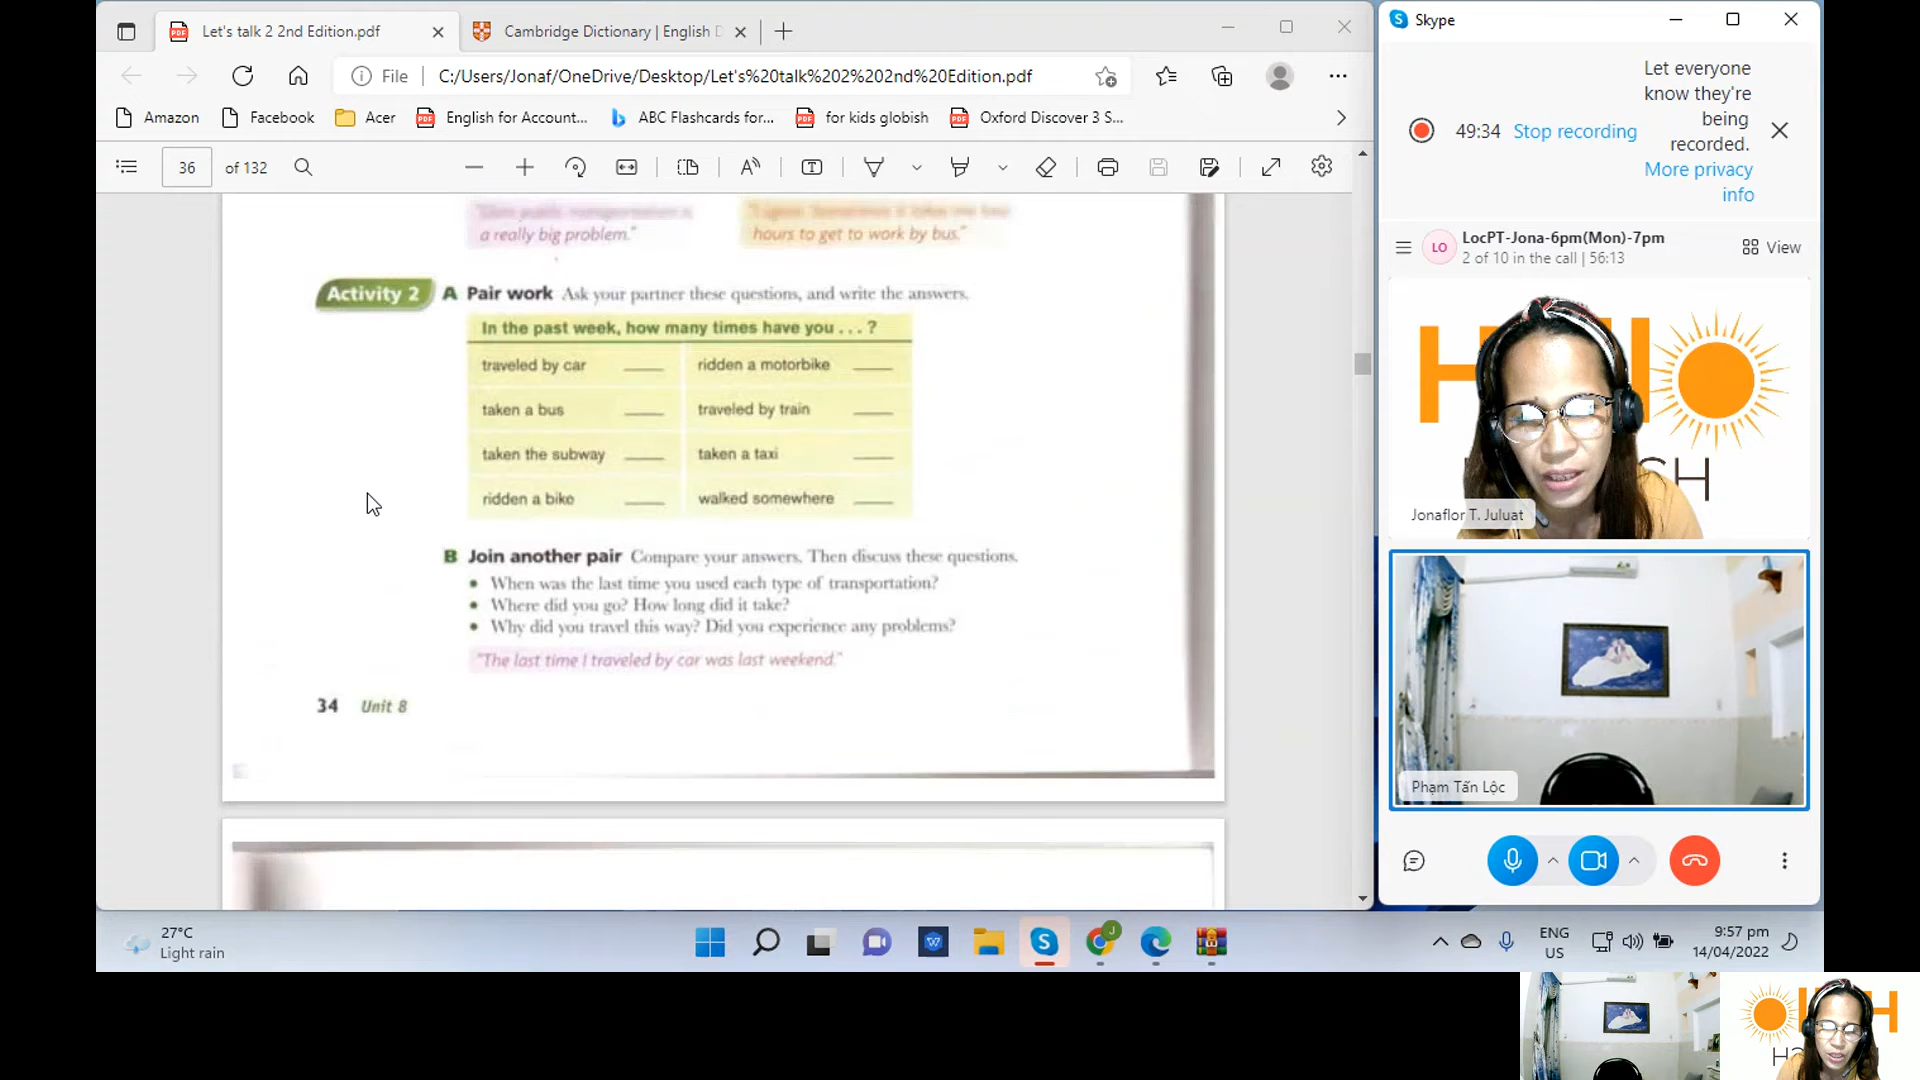 Let's talk 2 2nd Edition.pdf
Cambridge Dictionary | English D
File
C:/Users/Jonaf/OneDrive/Desktop/Let's%20talk%202%202nd%20Edition.pdf
Amazon
Facebook
Acer
English for Account...
ABC Flashcards for...
for kids globish
Oxford Discover 3 S...
36
of 132
a really big problem."
hours to get to work by bus."
Activity 2 A Pair work Ask your partner these questions, and write the answers.
In the past week, how many times have you . . . ?
traveled by car ____ ridden a motorbike ____
taken a bus ____ traveled by train ____
taken the subway ____ taken a taxi ____
ridden a bike ____ walked somewhere ____
B Join another pair Compare your answers. Then discuss these questions.
• When was the last time you used each type of transportation?
• Where did you go? How long did it take?
• Why did you travel this way? Did you experience any problems?
"The last time I traveled by car was last weekend."
34 Unit 8
Skype
49:34
Stop recording
Let everyone
know they're
being
recorded.
More privacy
info
LO
LocPT-Jona-6pm(Mon)-7pm
2 of 10 in the call | 56:13
View
Jonaflor T. Juluat
Phạm Tấn Lộc
27°C
Light rain
J
ENG
US
9:57 pm
14/04/2022